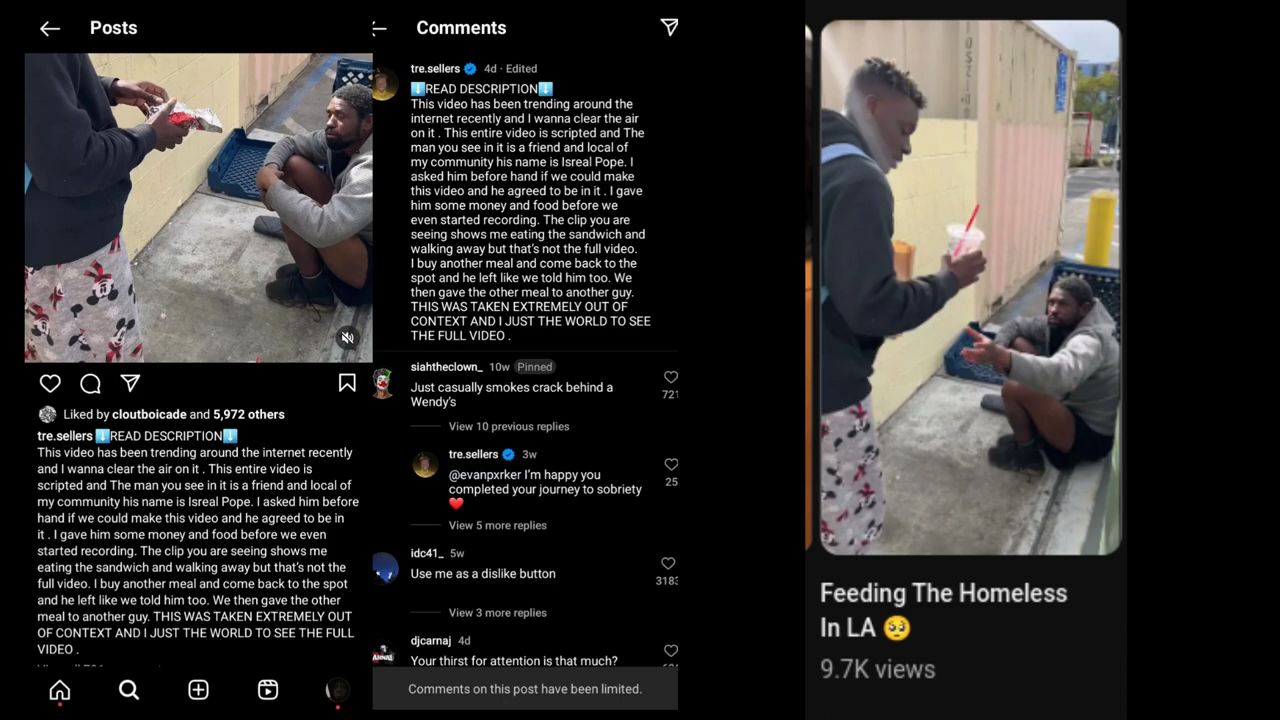 Posts
Liked by cloutboicade and 5,972 others
tre.sellers ⬇️READ DESCRIPTION⬇️
This video has been trending around the internet recently
and I wanna clear the air on it . This entire video is
scripted and The man you see in it is a friend and local of
my community his name is Isreal Pope. I asked him before
hand if we could make this video and he agreed to be in
it . I gave him some money and food before we even
started recording. The clip you are seeing shows me
eating the sandwich and walking away but that's not the
full video. I buy another meal and come back to the spot
and he left like we told him too. We then gave the other
meal to another guy. THIS WAS TAKEN EXTREMELY OUT
OF CONTEXT AND I JUST THE WORLD TO SEE THE FULL
VIDEO .
Comments
tre.sellers 4d · Edited
⬇️READ DESCRIPTION⬇️
This video has been trending around the
internet recently and I wanna clear the air
on it . This entire video is scripted and The
man you see in it is a friend and local of
my community his name is Isreal Pope. I
asked him before hand if we could make
this video and he agreed to be in it . I gave
him some money and food before we
even started recording. The clip you are
seeing shows me eating the sandwich and
walking away but that's not the full video.
I buy another meal and come back to the
spot and he left like we told him too. We
then gave the other meal to another guy.
THIS WAS TAKEN EXTREMELY OUT OF
CONTEXT AND I JUST THE WORLD TO SEE
THE FULL VIDEO .
siahtheclown_ 10w Pinned
Just casually smokes crack behind a
Wendy's
721
View 10 previous replies
tre.sellers 3w
@evanpxrker I'm happy you
completed your journey to sobriety
❤️
25
View 5 more replies
idc41_ 5w
Use me as a dislike button
3183
View 3 more replies
djcarnaj 4d
Your thirst for attention is that much?
Comments on this post have been limited.
Feeding The Homeless
In LA 🥺
9.7K views